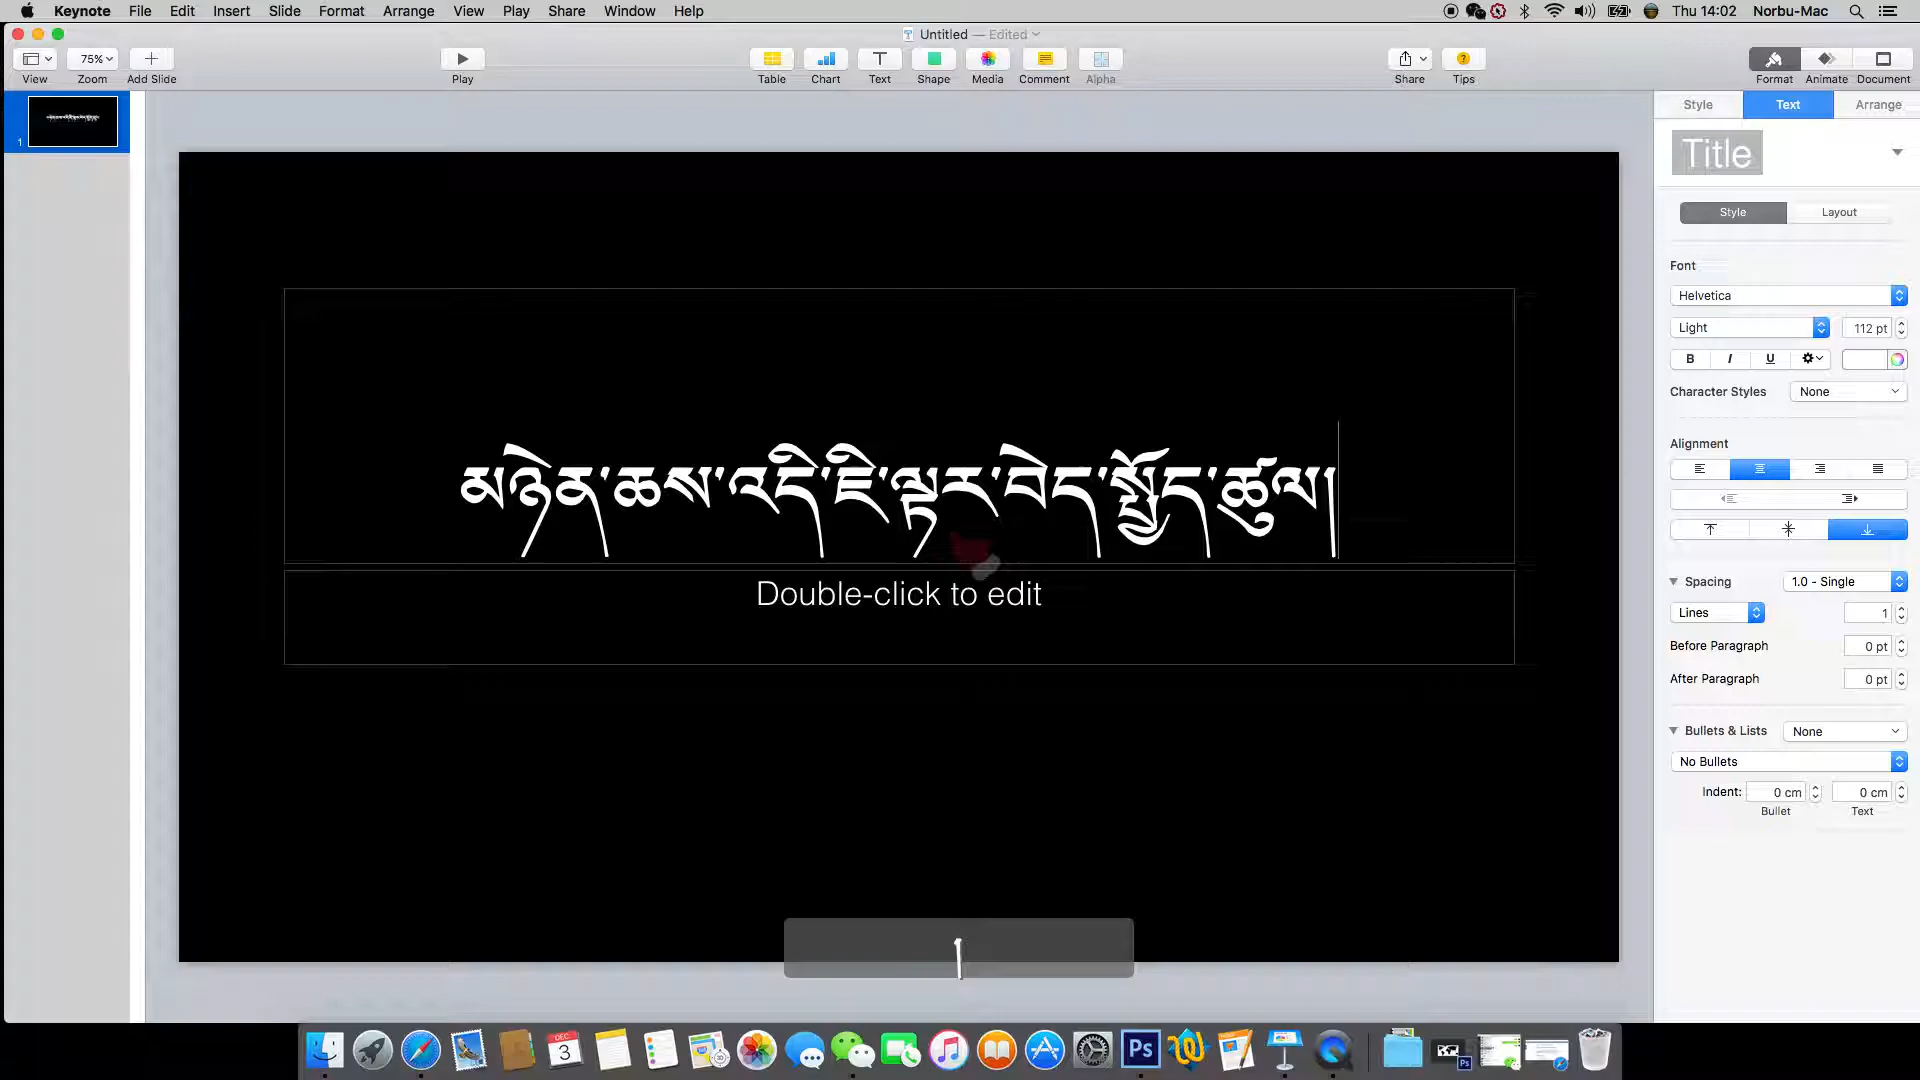 Keynote File Edit Insert Slide Format Arrange View Play Share Window Help Thu 14:02 Norbu-Mac
Untitled — Edited
View 75% Zoom Add Slide Play Table Chart Text Shape Media Comment Alpha Share Tips Format Animate Document
Style Text Arrange
1
Title
Style Layout
Font
Helvetica
Light 112 pt
B I U
Character Styles None
Alignment
མཉེན་ཆས་འདི་ཇི་ལྟར་བེད་སྤྱོད་ཚུལ།
Double-click to edit
Spacing 1.0 - Single
Lines 1
Before Paragraph 0 pt
After Paragraph 0 pt
Bullets & Lists None
No Bullets
Indent: 0 cm 0 cm
Bullet Text
།
DEC
3
Ps